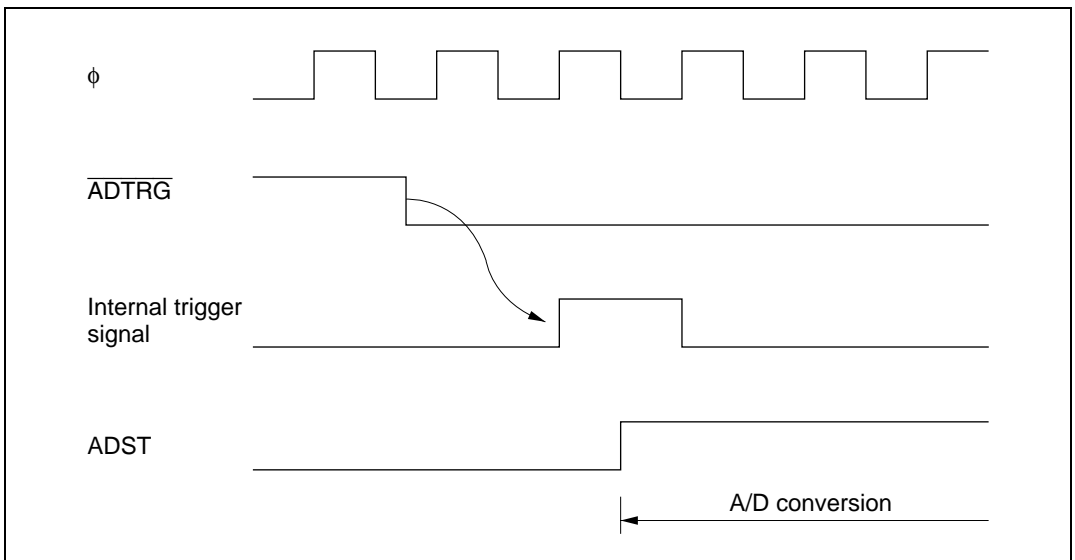 ϕ
ADTRG
Internal trigger
signal
ADST
A/D conversion